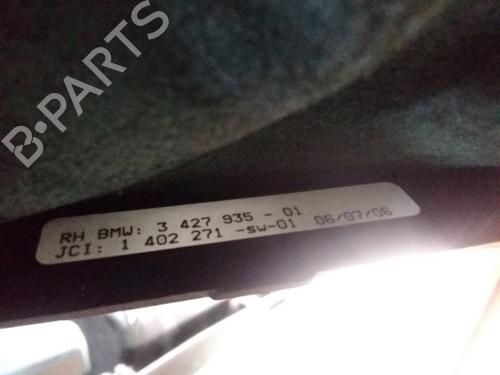 B-PARTS
RH BMW: 3 427 935 - 01
JCI: 1 402 271 -sw-01 06/07/06